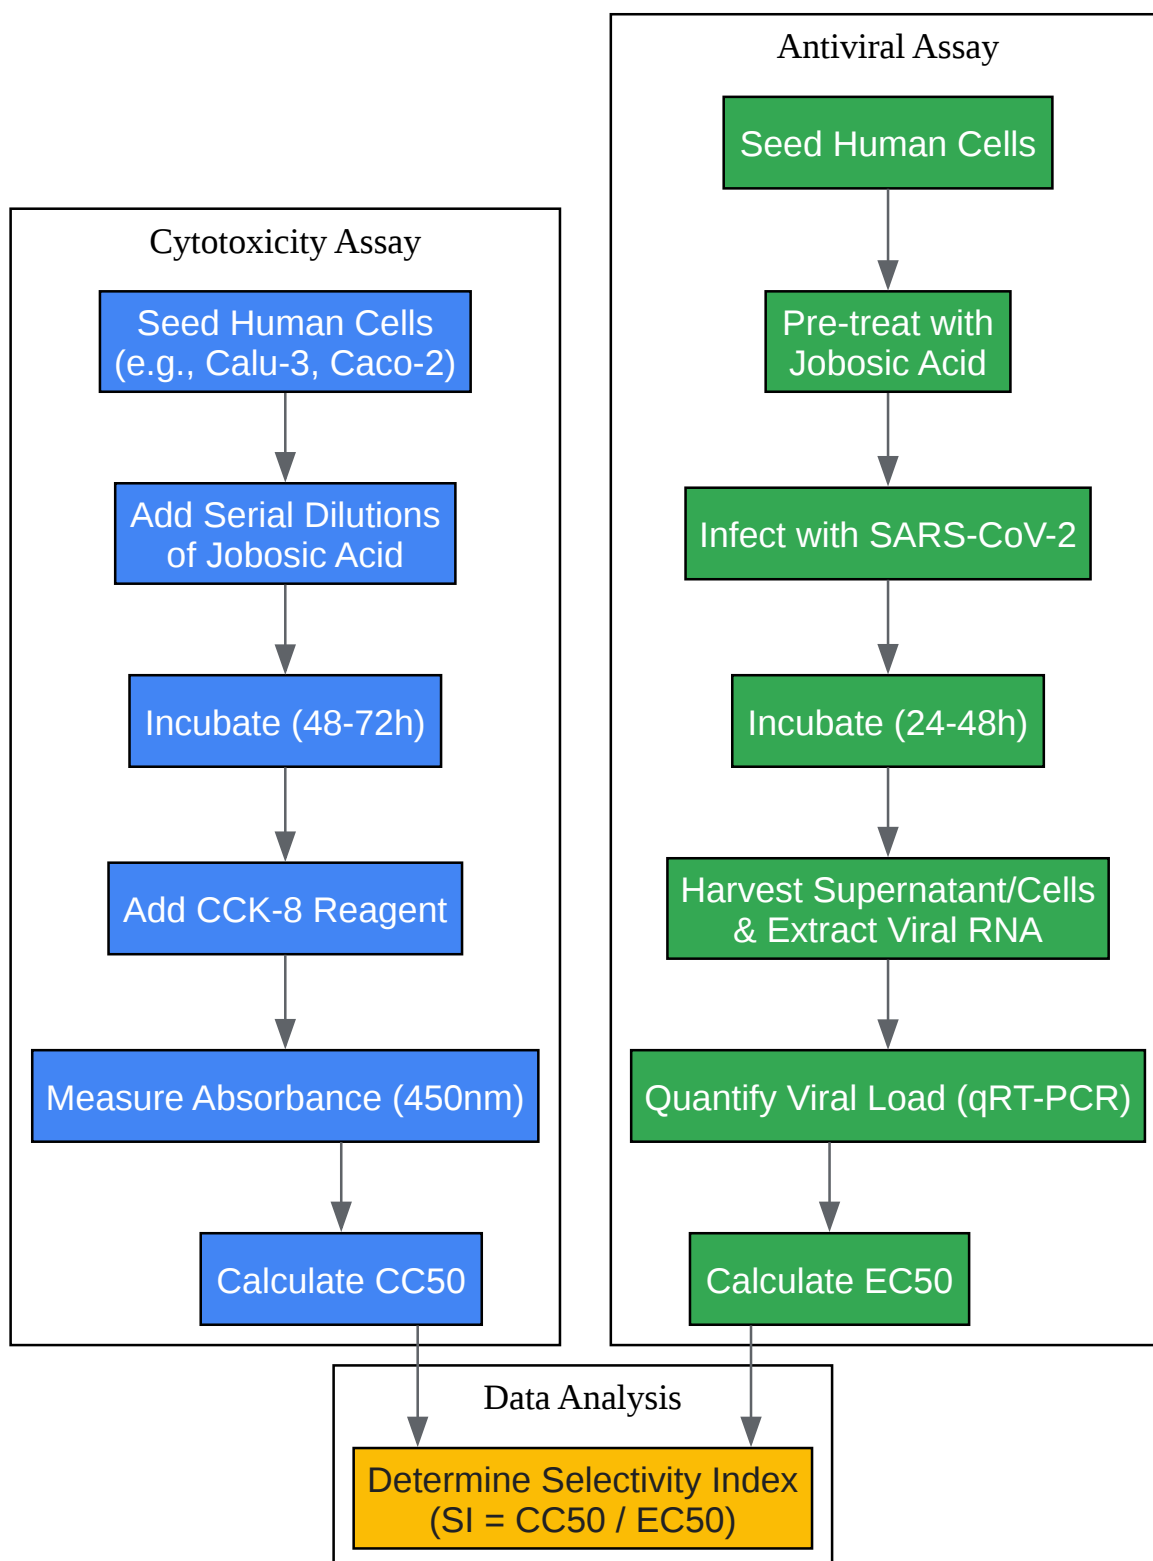 Cytotoxicity Assay
Seed Human Cells
(e.g., Calu-3, Caco-2)
Add Serial Dilutions
of Jobosic Acid
Incubate (48-72h)
Add CCK-8 Reagent
Measure Absorbance (450nm)
Calculate CC50
Antiviral Assay
Seed Human Cells
Pre-treat with
Jobosic Acid
Infect with SARS-CoV-2
Incubate (24-48h)
Harvest Supernatant/Cells
& Extract Viral RNA
Quantify Viral Load (qRT-PCR)
Calculate EC50
Data Analysis
Determine Selectivity Index
(SI = CC50 / EC50)